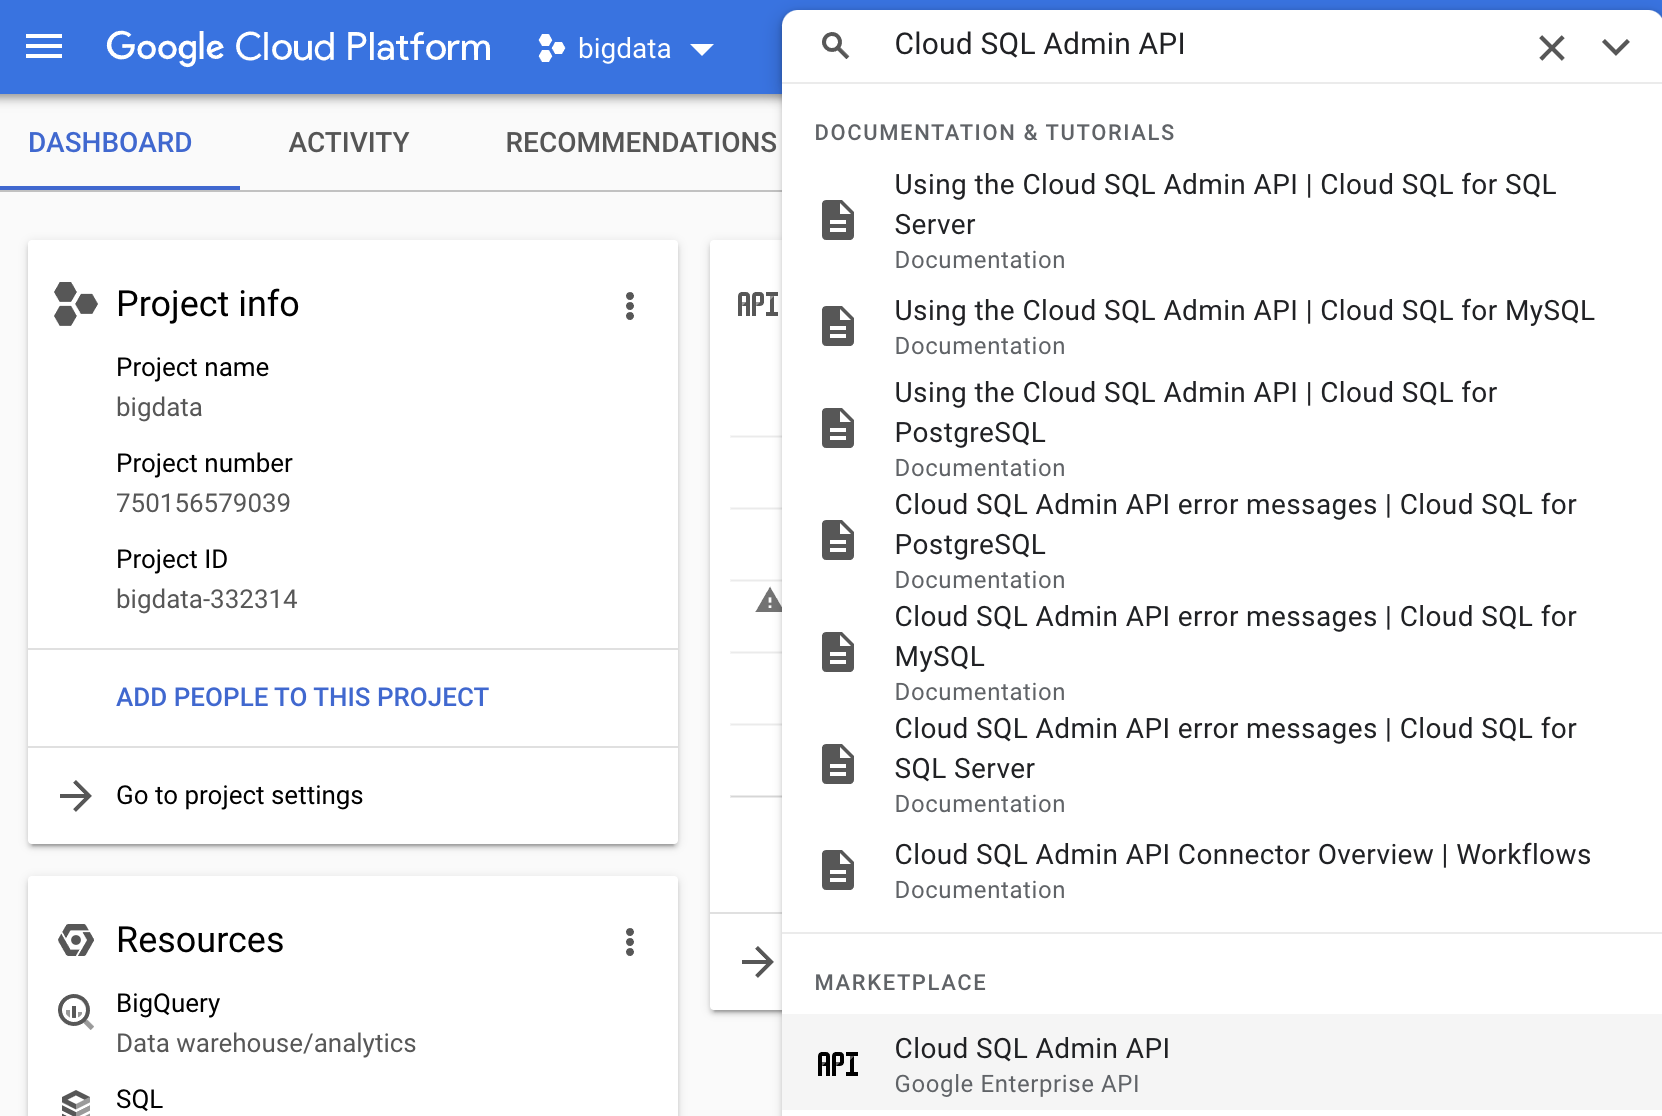 Google Cloud Platform
bigdata
Cloud SQL Admin API
DASHBOARD
ACTIVITY
RECOMMENDATIONS
Project info
Project name
bigdata
Project number
750156579039
Project ID
bigdata-332314
ADD PEOPLE TO THIS PROJECT
Go to project settings
Resources
BigQuery
Data warehouse/analytics
SQL
API
DOCUMENTATION & TUTORIALS
Using the Cloud SQL Admin API | Cloud SQL for SQL
Server
Documentation
Using the Cloud SQL Admin API | Cloud SQL for MySQL
Documentation
Using the Cloud SQL Admin API | Cloud SQL for
PostgreSQL
Documentation
Cloud SQL Admin API error messages | Cloud SQL for
PostgreSQL
Documentation
Cloud SQL Admin API error messages | Cloud SQL for
MySQL
Documentation
Cloud SQL Admin API error messages | Cloud SQL for
SQL Server
Documentation
Cloud SQL Admin API Connector Overview | Workflows
Documentation
MARKETPLACE
API
Cloud SQL Admin API
Google Enterprise API